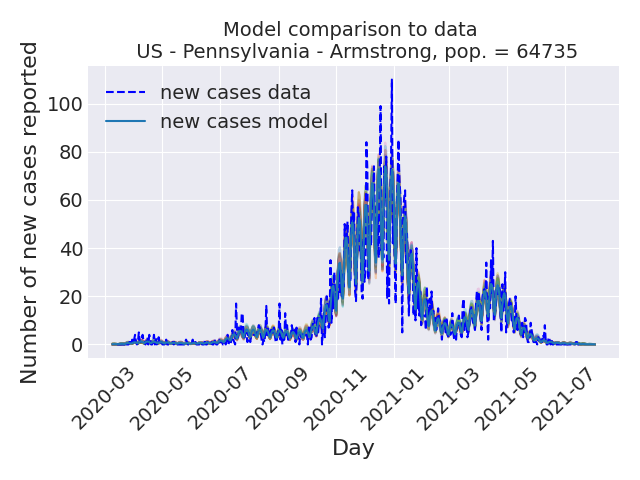 Model comparison to data
US - Pennsylvania - Armstrong, pop. = 64735
Number of new cases reported
100
80
60
40
20
0
new cases data
new cases model
2020-03
2020-05
2020-07
2020-09
2020-11
2021-01
2021-03
2021-05
2021-07
Day